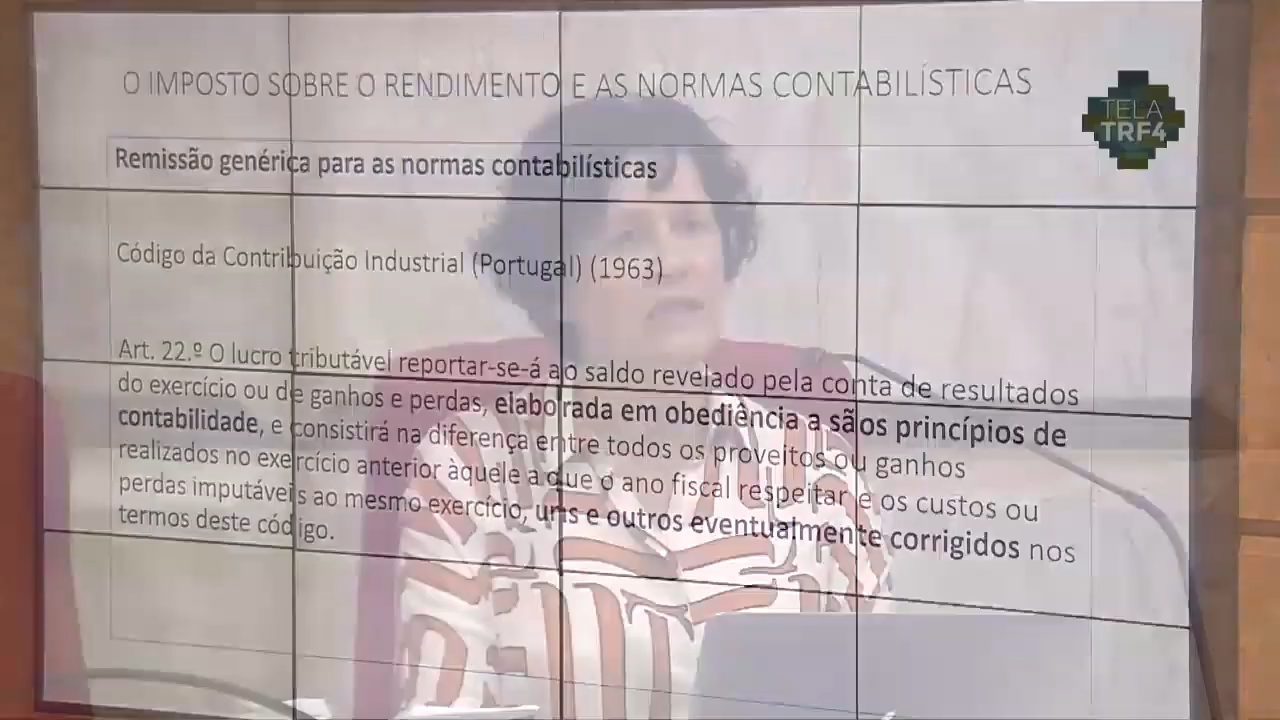 O IMPOSTO SOBRE O RENDIMENTO E AS NORMAS CONTABILÍSTICAS
TELA
TRF4
Remissão genérica para as normas contabilísticas
Código da Contribuição Industrial (Portugal) (1963)
Art. 22.º O lucro tributável reportar-se-á ao saldo revelado pela conta de resultados
do exercício ou de ganhos e perdas, elaborada em obediência a sãos princípios de
contabilidade, e consistirá na diferença entre todos os proveitos ou ganhos
realizados no exercício anterior àquele a que o ano fiscal respeitar e os custos ou
perdas imputáveis ao mesmo exercício, uns e outros eventualmente corrigidos nos
termos deste código.